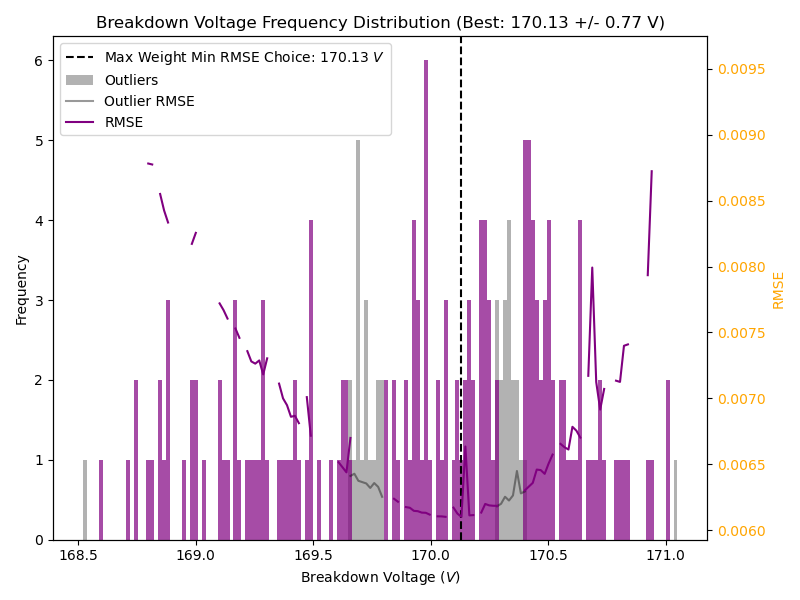 Breakdown Voltage Frequency Distribution (Best: 170.13 +/- 0.77 V)
Max Weight Min RMSE Choice: 170.13 V
Outliers
Outlier RMSE
RMSE
Frequency
6
5
4
3
2
1
0
0.0095
0.0090
0.0085
0.0080
0.0075
0.0070
0.0065
0.0060
RMSE
168.5 169.0 169.5 170.0 170.5 171.0
Breakdown Voltage (V)